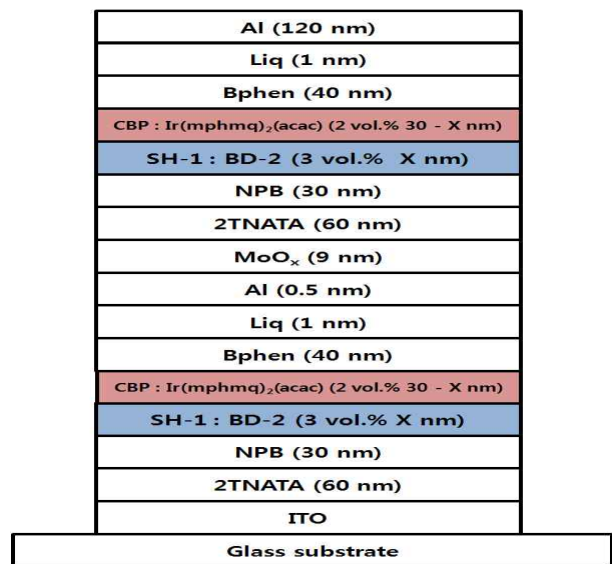 Al (120 nm)
Liq (1 nm)
Bphen (40 nm)
CBP : Ir(mphmq)₂(acac) (2 vol.% 30 - X nm)
SH-1 : BD-2 (3 vol.% X nm)
NPB (30 nm)
2TNATA (60 nm)
MoOₓ (9 nm)
Al (0.5 nm)
Liq (1 nm)
Bphen (40 nm)
CBP : Ir(mphmq)₂(acac) (2 vol.% 30 - X nm)
SH-1 : BD-2 (3 vol.% X nm)
NPB (30 nm)
2TNATA (60 nm)
ITO
Glass substrate